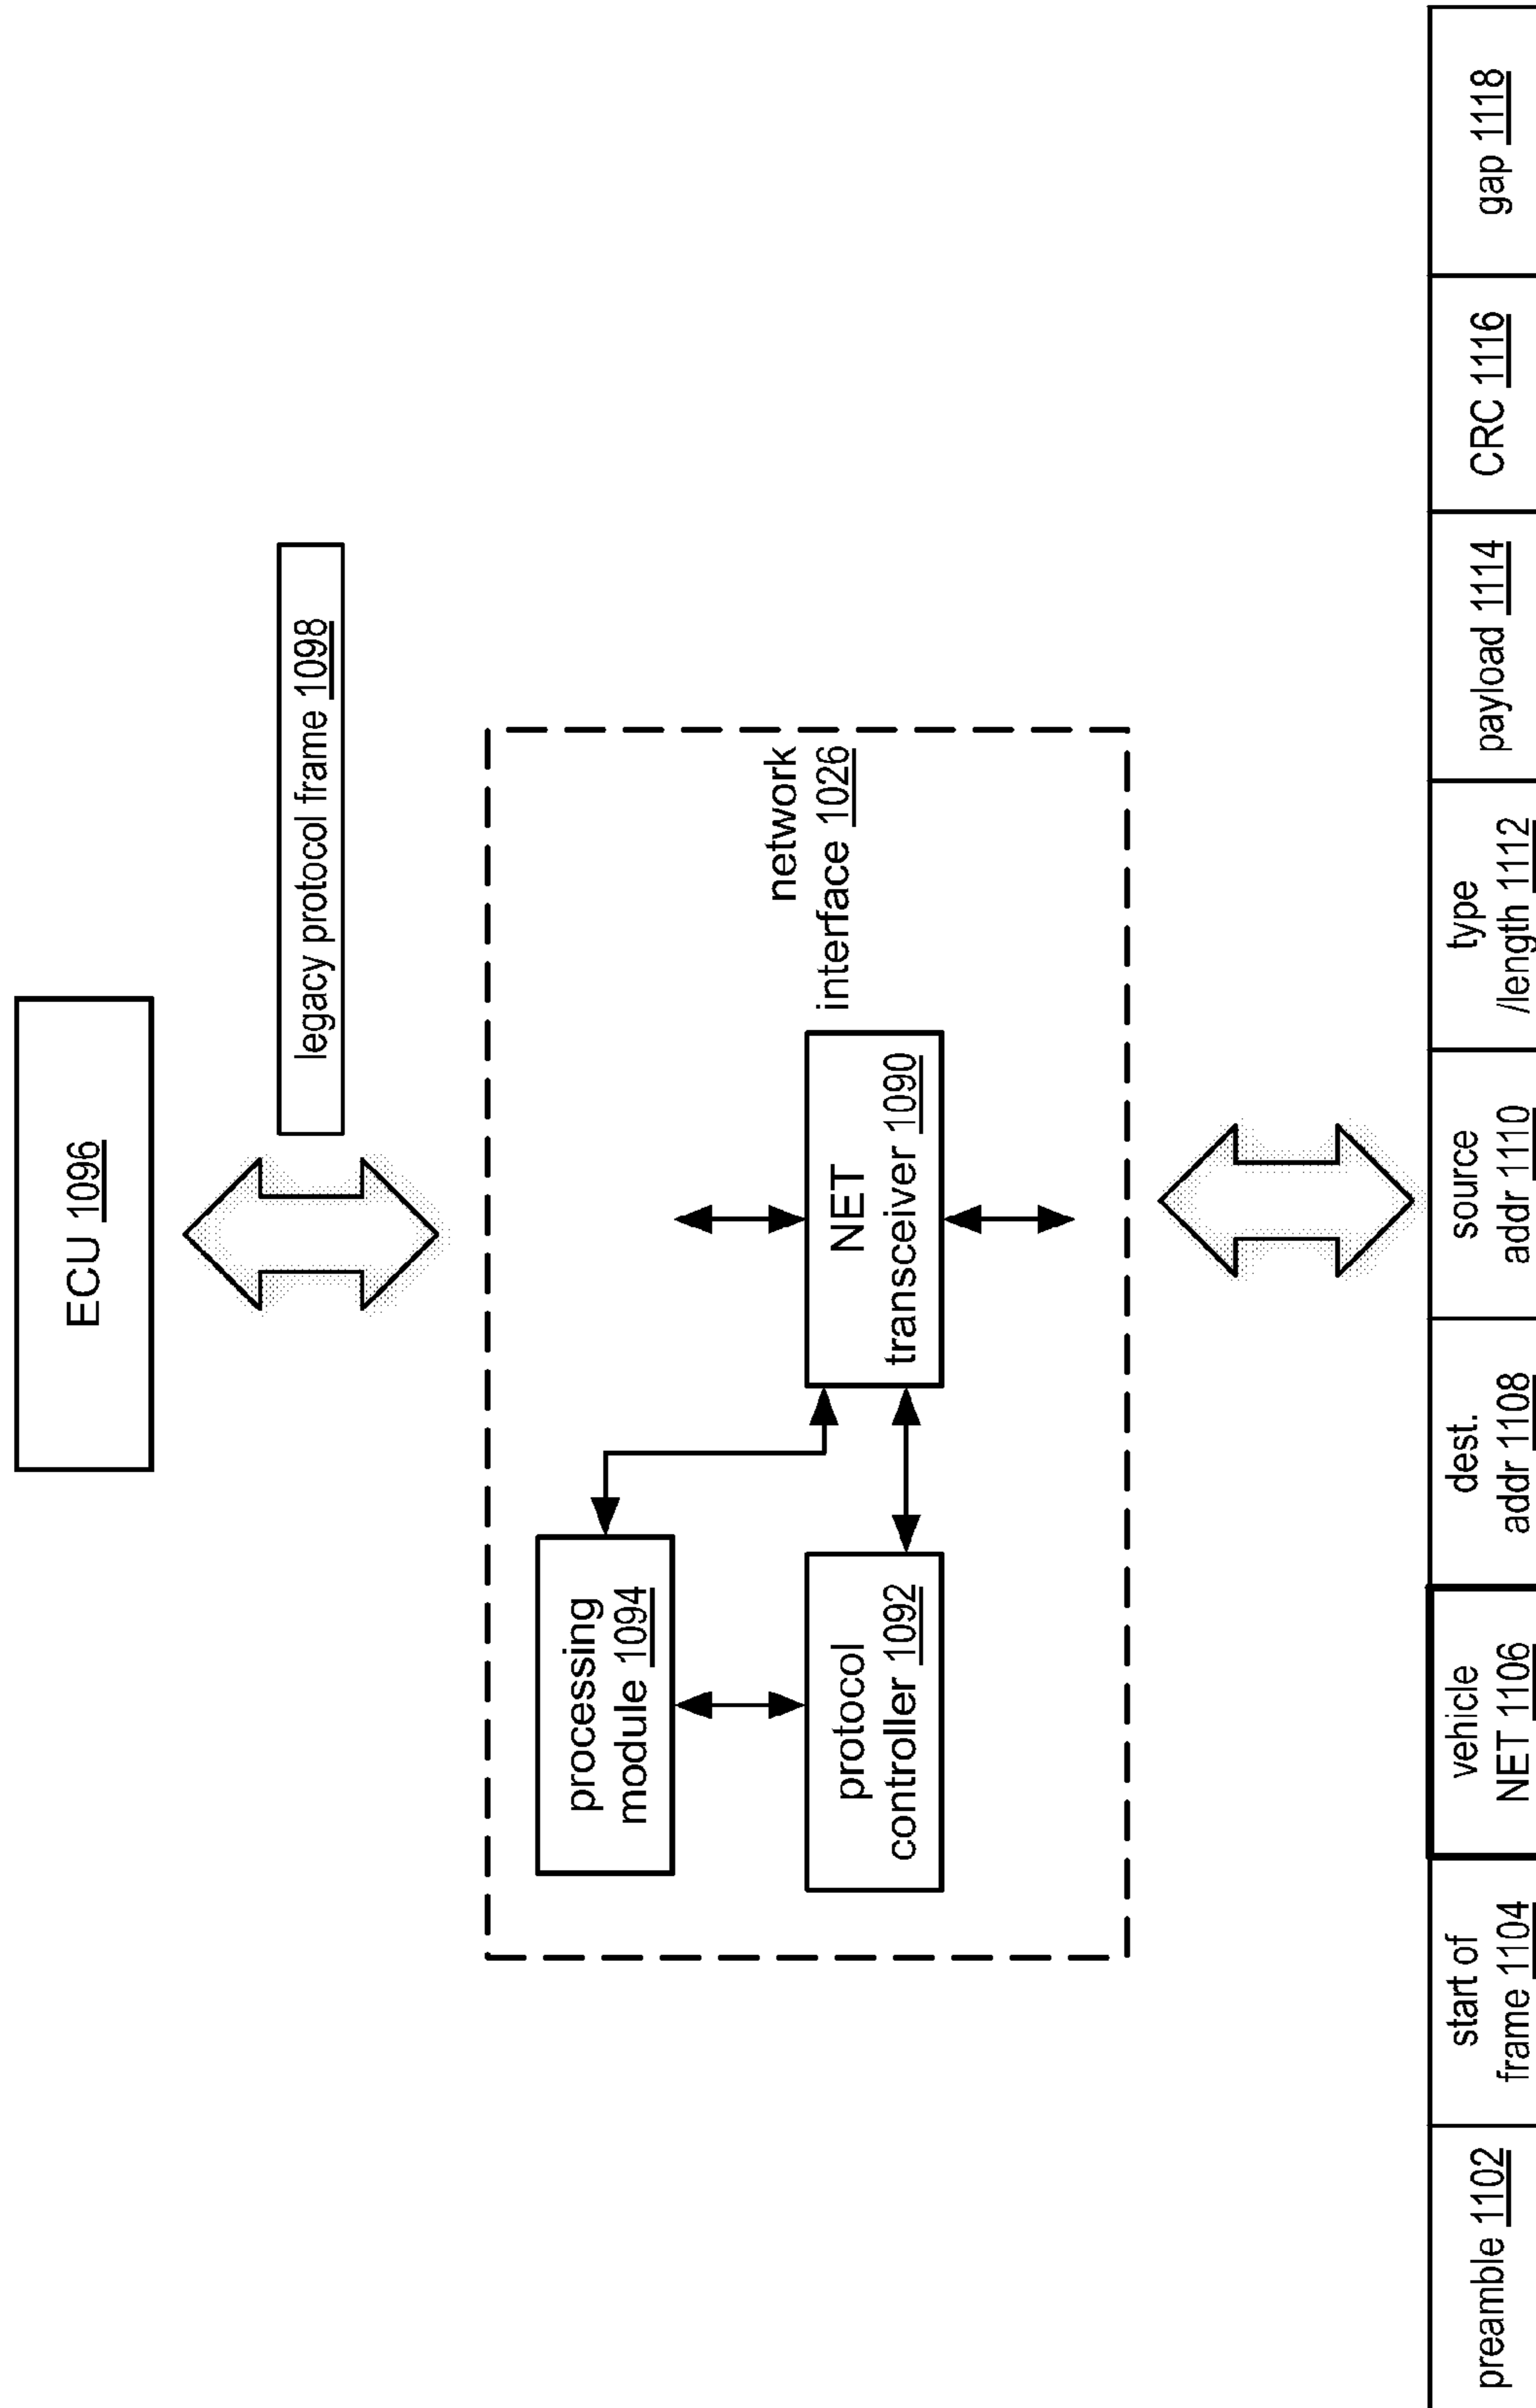 ECU 1096
legacy protocol frame 1098
network
interface 1026
processing
module 1094
NET
transceiver 1090
protocol
controller 1092
preamble 1102
start of
frame 1104
vehicle
NET 1106
dest.
addr 1108
source
addr 1110
type
/length 1112
payload 1114
CRC 1116
gap 1118